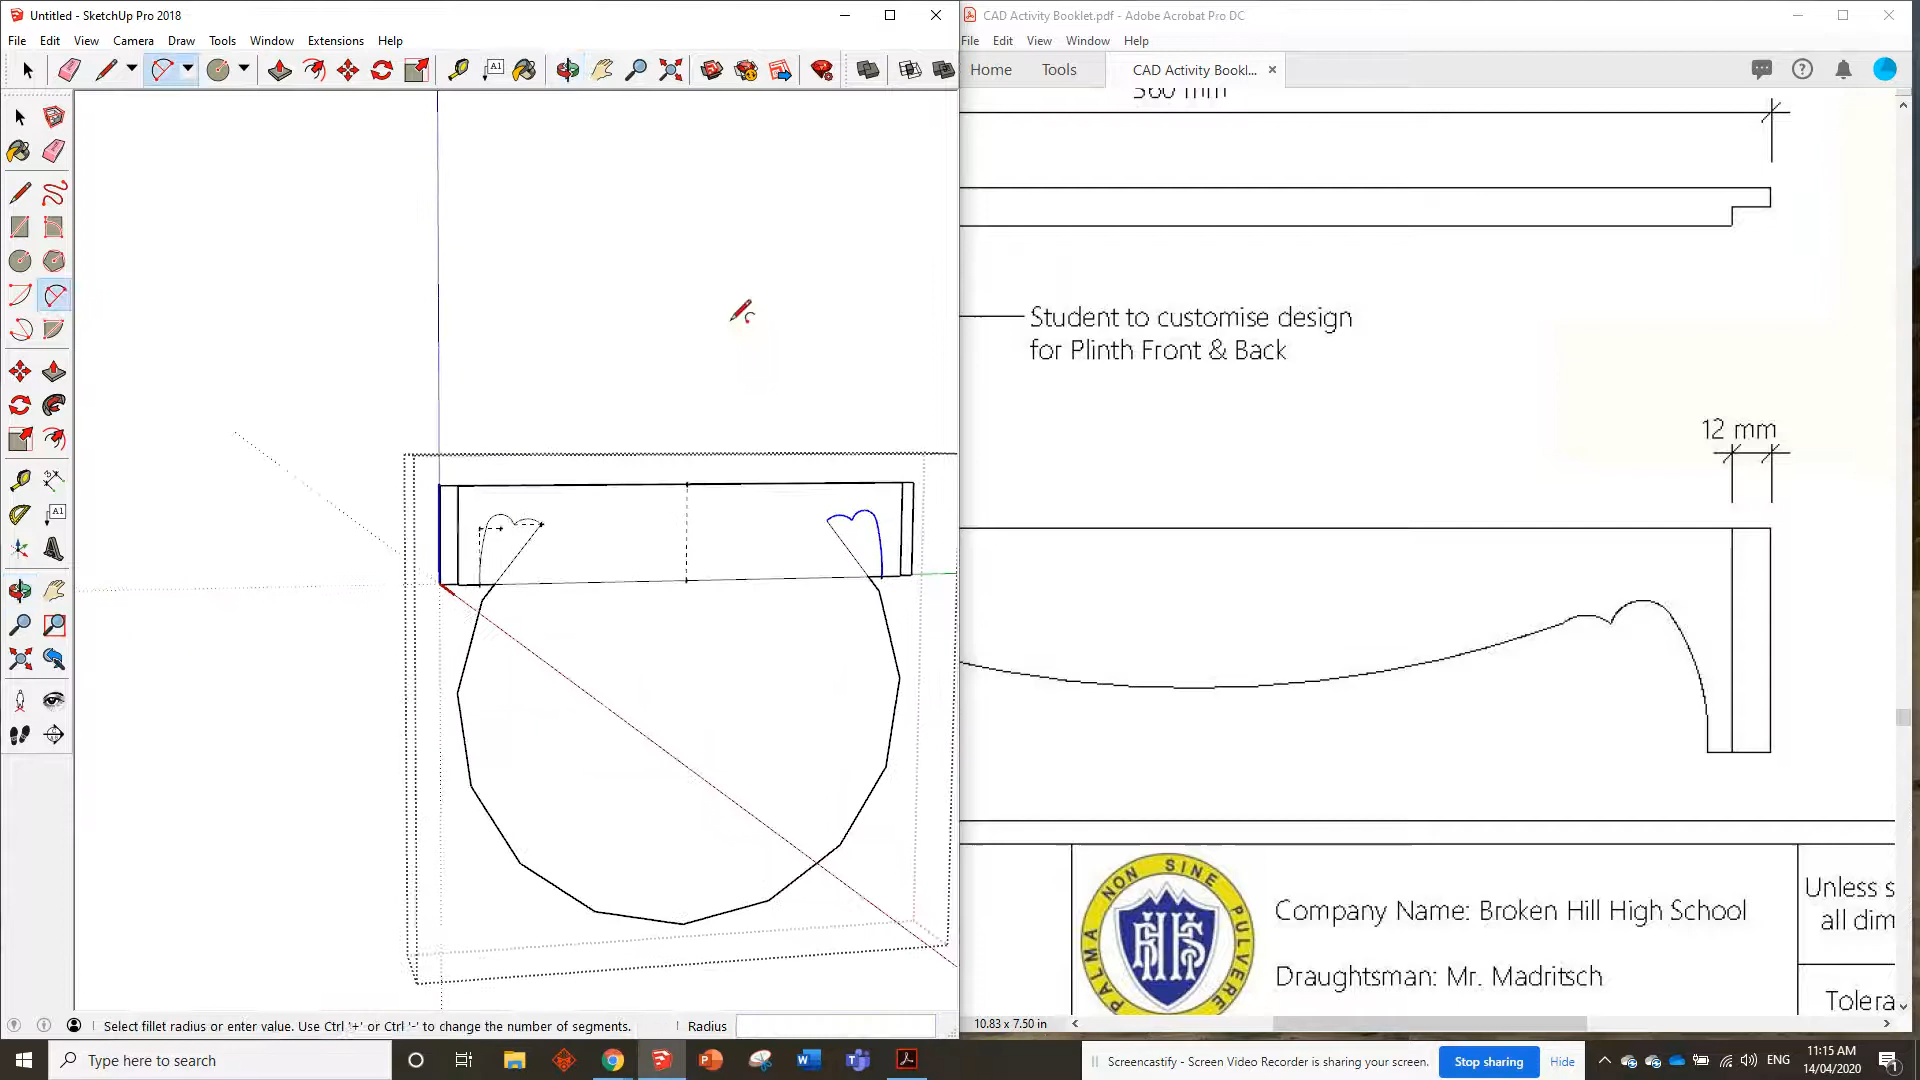 Untitled - SketchUp Pro 2018
File Edit View Camera Draw Tools Window Extensions Help
A1
A1
Select fillet radius or enter value. Use Ctrl '+' or Ctrl '-' to change the number of segments.
Radius
CAD Activity Booklet.pdf - Adobe Acrobat Pro DC
File Edit View Window Help
Home Tools CAD Activity Bookl... ×
360 mm
Student to customise design
for Plinth Front & Back
12 mm
PALMA NON SINE PULVERE
Company Name: Broken Hill High School
Draughtsman: Mr. Madritsch
Unless s
all dim
Tolera
10.83 x 7.50 in
Type here to search
Screencastify - Screen Video Recorder is sharing your screen.
Stop sharing
Hide
ENG
11:15 AM
14/04/2020
1